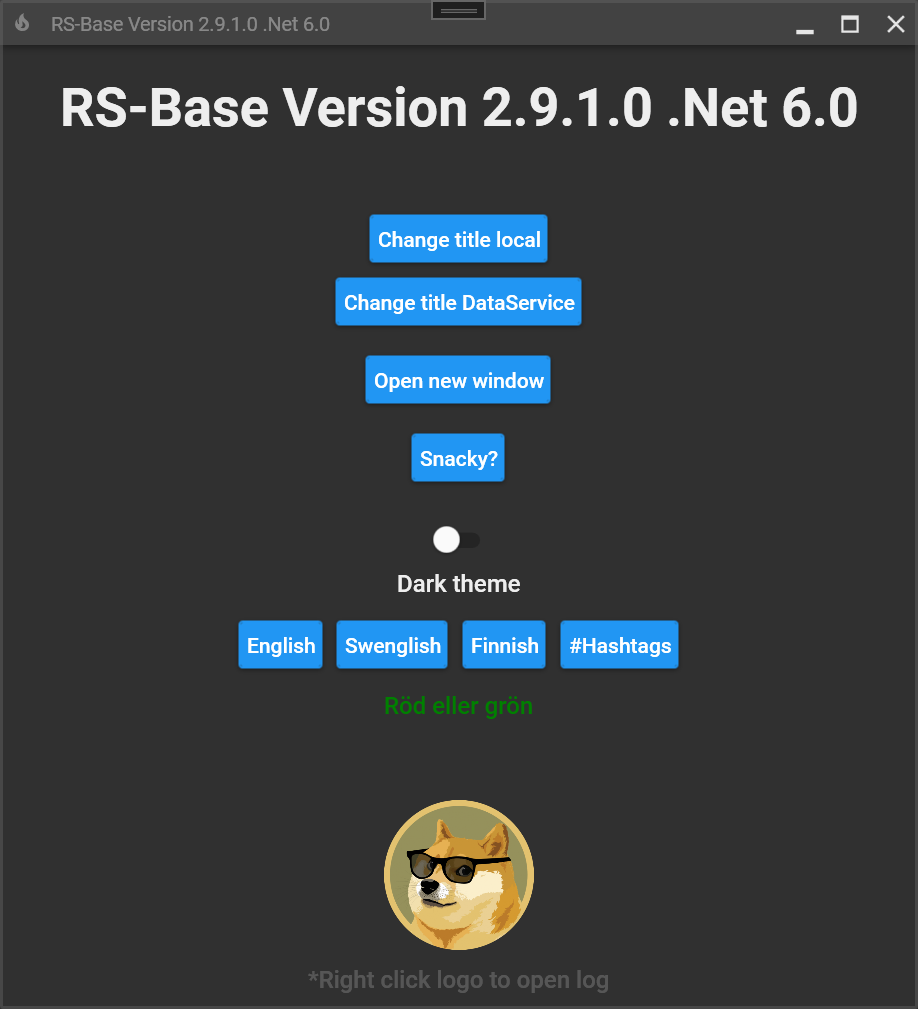 RS-Base Version 2.9.1.0 .Net 6.0
RS-Base Version 2.9.1.0 .Net 6.0
Change title local
Change title DataService
Open new window
Snacky?
Dark theme
English Swenglish Finnish #Hashtags
Röd eller grön
*Right click logo to open log